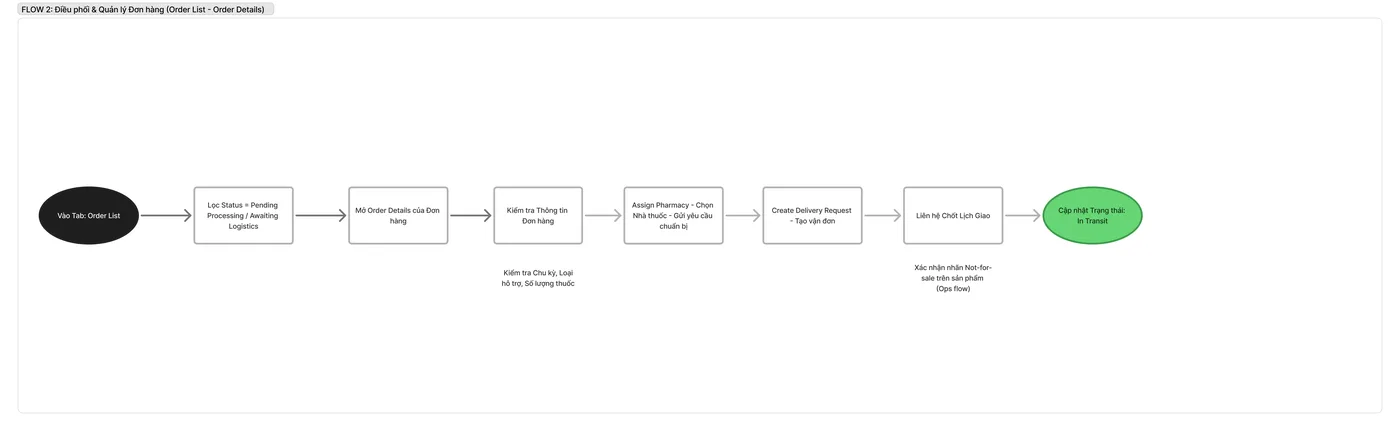 FLOW 2: Điều phối & Quản lý Đơn hàng (Order List - Order Details)
Vào Tab: Order List
Lọc Status = Pending
Processing / Awaiting
Logistics
Mở Order Details của Đơn
hàng
Kiểm tra Thông tin
Đơn hàng
Kiểm tra Chu kỳ, Loại
hỗ trợ, Số lượng thuốc
Assign Pharmacy - Chọn
Nhà thuốc - Gửi yêu cầu
chuẩn bị
Create Delivery Request
- Tạo vận đơn
Liên hệ Chốt Lịch Giao
Xác nhận nhãn Not-for-
sale trên sản phẩm
(Ops flow)
Cập nhật Trạng thái:
In Transit